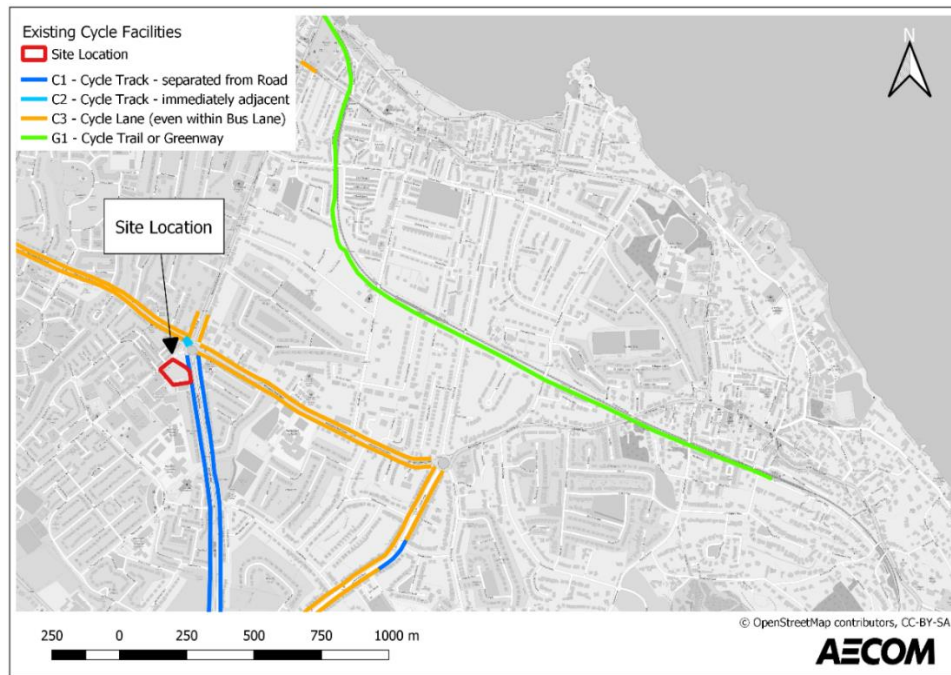 Existing Cycle Facilities
Site Location
C1 - Cycle Track - separated from Road
C2 - Cycle Track - immediately adjacent
C3 - Cycle Lane (even within Bus Lane)
G1 - Cycle Trail or Greenway
N
Site Location
250 0 250 500 750 1000 m
© OpenStreetMap contributors, CC-BY-SA
AECOM